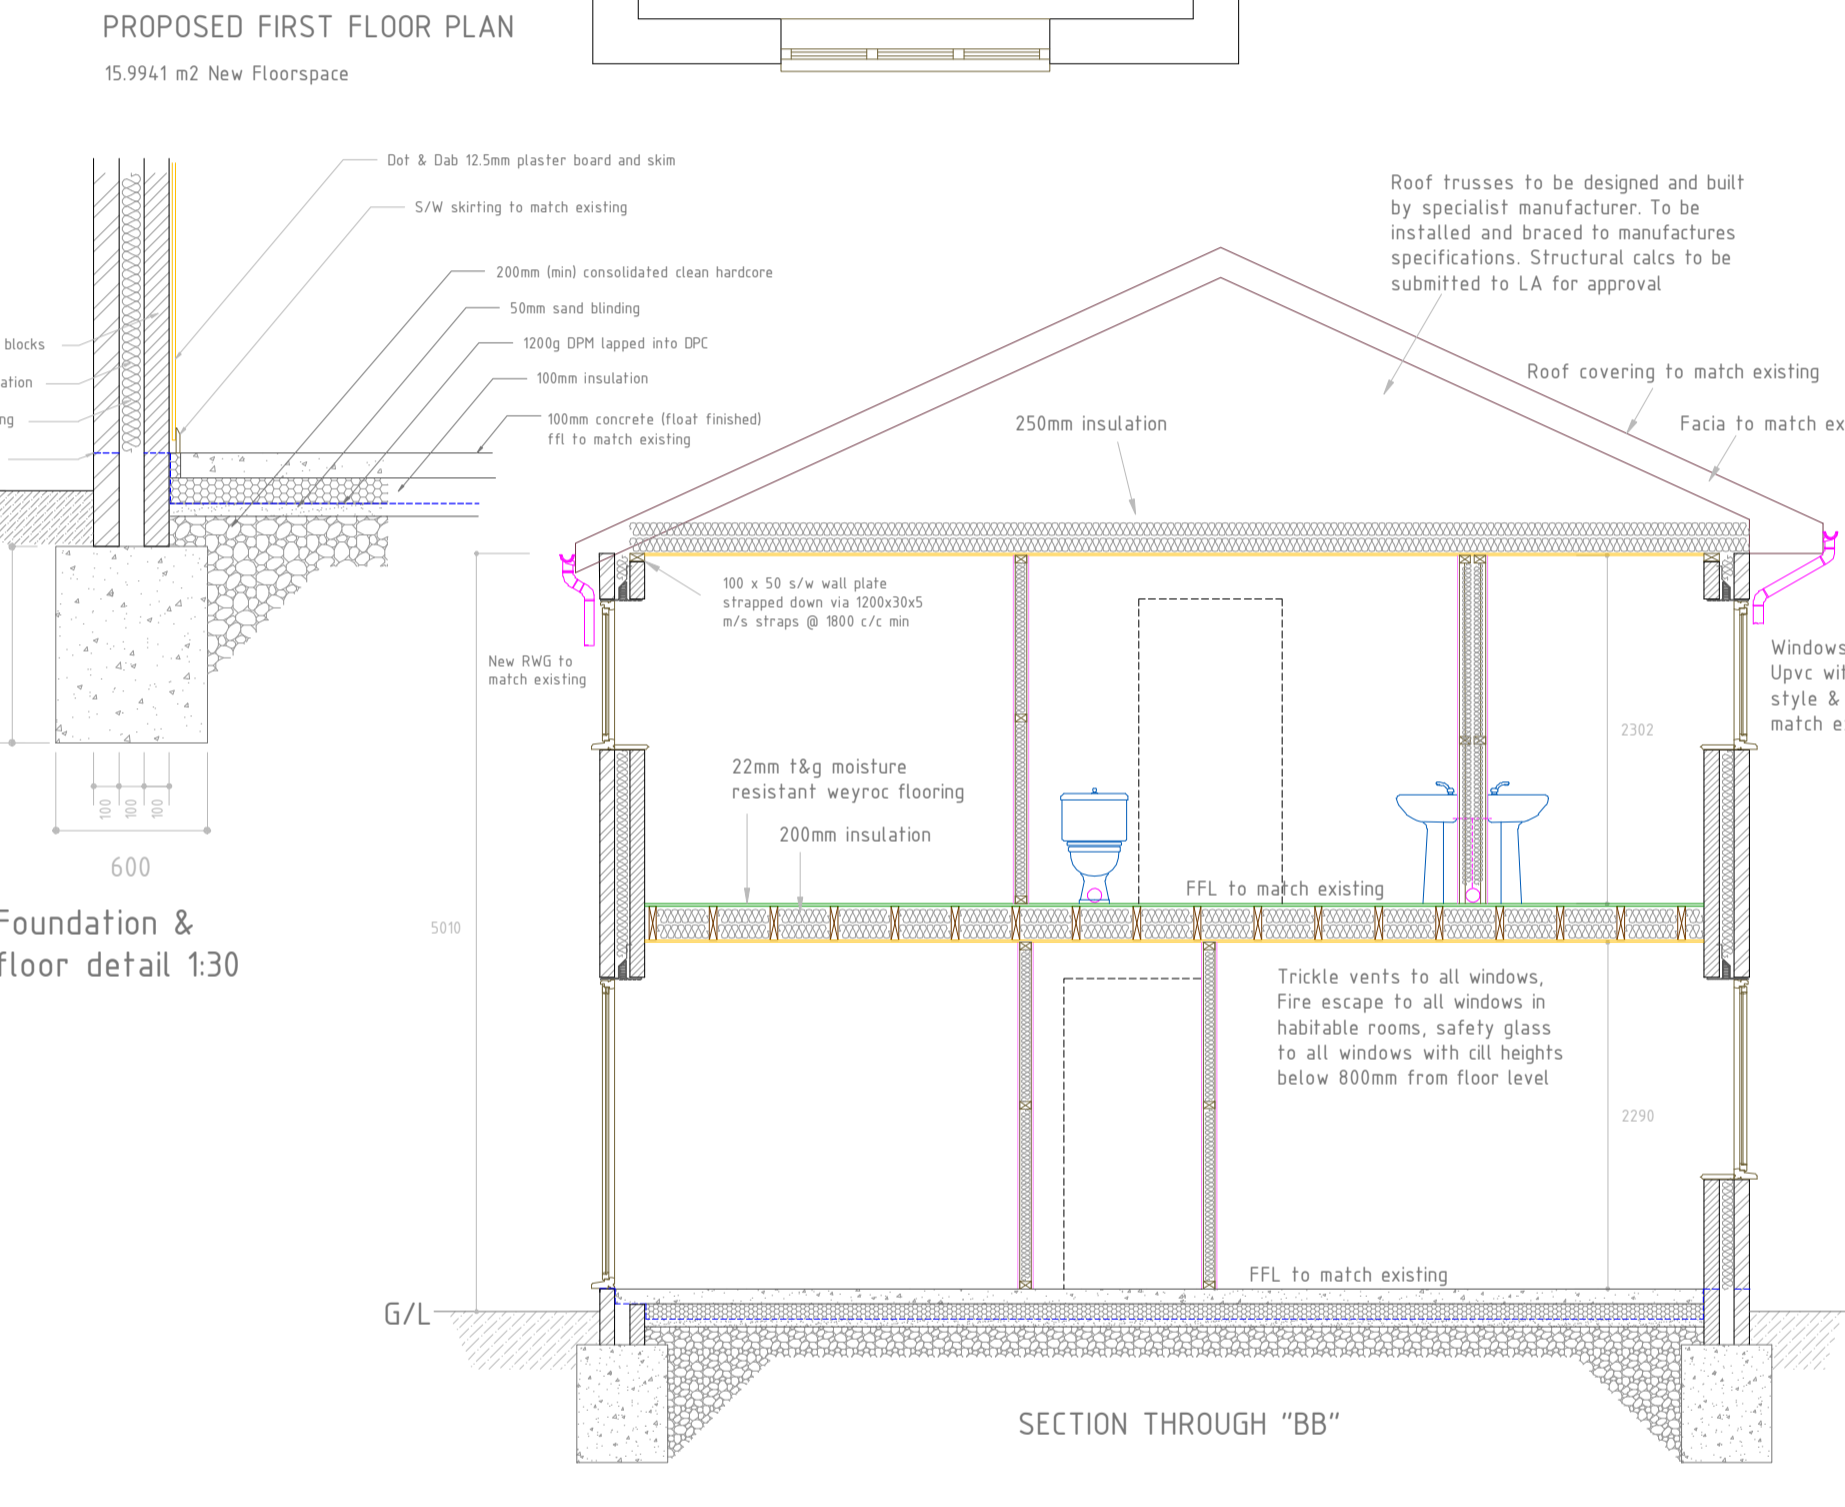 PROPOSED FIRST FLOOR PLAN
15.9941 m2 New Floorspace
Dot & Dab 12.5mm plaster board and skim
S/W skirting to match existing
200mm (min) consolidated clean hardcore
50mm sand blinding
1200g DPM lapped into DPC
100mm insulation
100mm concrete (float finished)
ffl to match existing
blocks
ation
ng
100
100
100
600
Foundation &
floor detail 1:30
Roof trusses to be designed and built
by specialist manufacturer. To be
installed and braced to manufactures
specifications. Structural calcs to be
submitted to LA for approval
Roof covering to match existing
Facia to match ex
250mm insulation
100 x 50 s/w wall plate
strapped down via 1200x30x5
m/s straps @ 1800 c/c min
New RWG to
match existing
Windows
Upvc wit
style &
match e
2302
22mm t&g moisture
resistant weyroc flooring
200mm insulation
FFL to match existing
5010
Trickle vents to all windows,
Fire escape to all windows in
habitable rooms, safety glass
to all windows with cill heights
below 800mm from floor level
2290
FFL to match existing
G/L
SECTION THROUGH "BB"